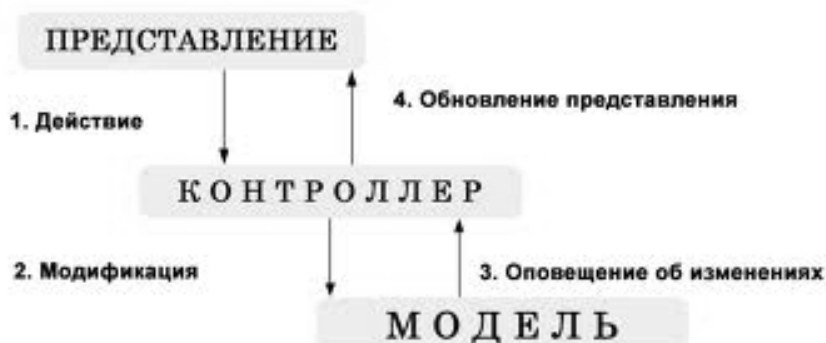 ПРЕДСТАВЛЕНИЕ
4. Обновление представления
1. Действие
КОНТРОЛЛЕР
2. Модификация
3. Оповещение об изменениях
МОДЕЛЬ